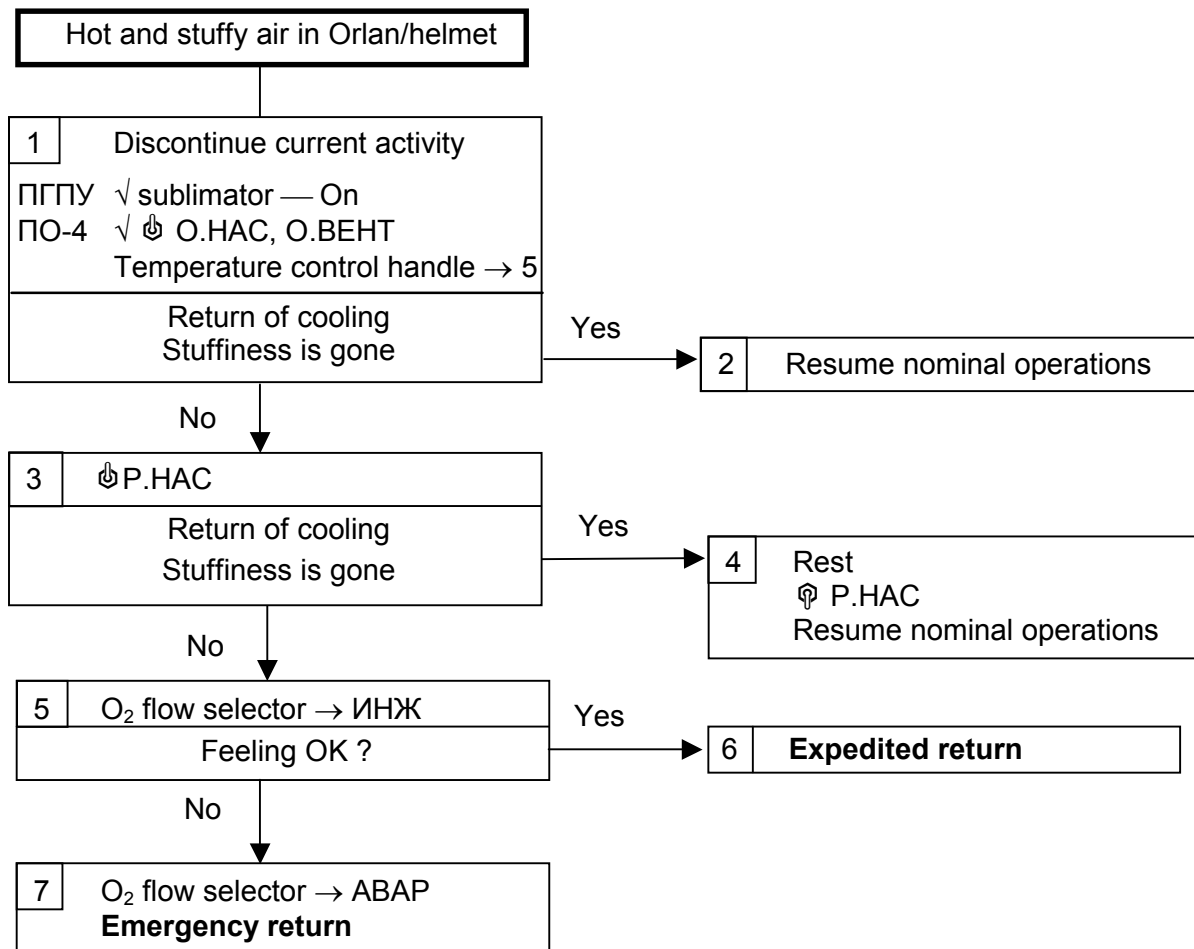 Hot and stuffy air in Orlan/helmet
1 Discontinue current activity
ПГПУ √ sublimator — On
ПО-4 √ О.НАС, О.ВЕНТ
Temperature control handle → 5
Return of cooling
Stuffiness is gone
Yes
2 Resume nominal operations
No
3 Р.НАС
Return of cooling
Stuffiness is gone
Yes
4 Rest
Р.НАС
Resume nominal operations
No
5 O₂ flow selector → ИНЖ
Feeling OK ?
Yes
6 Expedited return
No
7 O₂ flow selector → АВАР
Emergency return